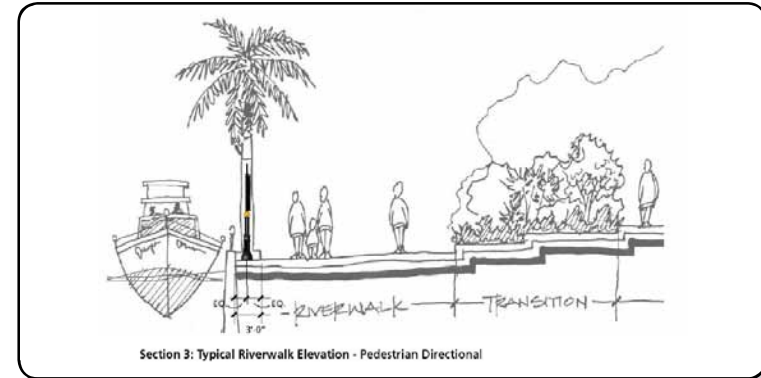 EQ. EQ.
RIVERWALK
TRANSITION
3'-0"
Section 3: Typical Riverwalk Elevation - Pedestrian Directional